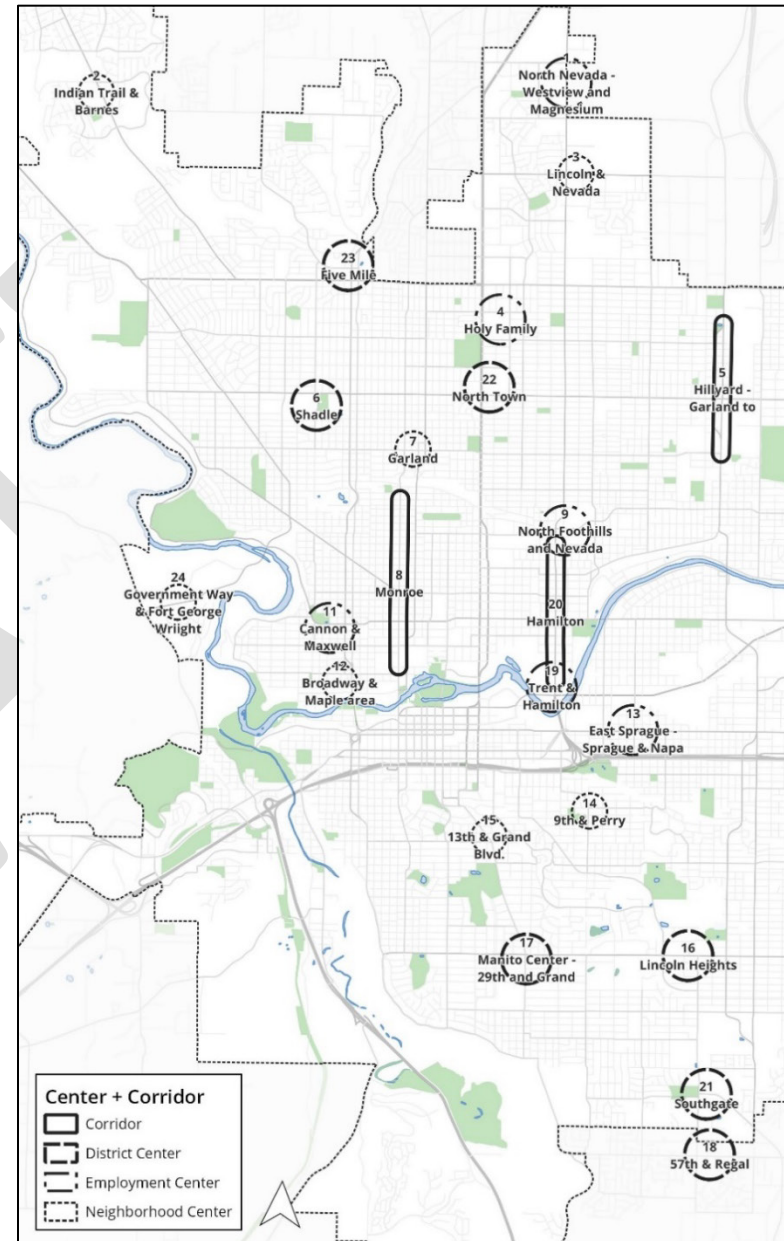 2
Indian Trail &
Barnes
1
North Nevada -
Westview and
Magnesium
3
Lincoln &
Nevada
23
Five Mile
4
Holy Family
5
Hillyard -
Garland to
22
North Town
6
Shadle
7
Garland
9
North Foothills
and Nevada
8
Monroe
24
Government Way
& Fort George
Wriight
20
Hamilton
11
Cannon &
Maxwell
12
Broadway &
Maple area
19
Trent &
Hamilton
13
East Sprague -
Sprague & Napa
14
9th & Perry
15
13th & Grand
Blvd.
17
Manito Center -
29th and Grand
16
Lincoln Heights
21
Southgate
18
57th & Regal
Center + Corridor
Corridor
District Center
Employment Center
Neighborhood Center